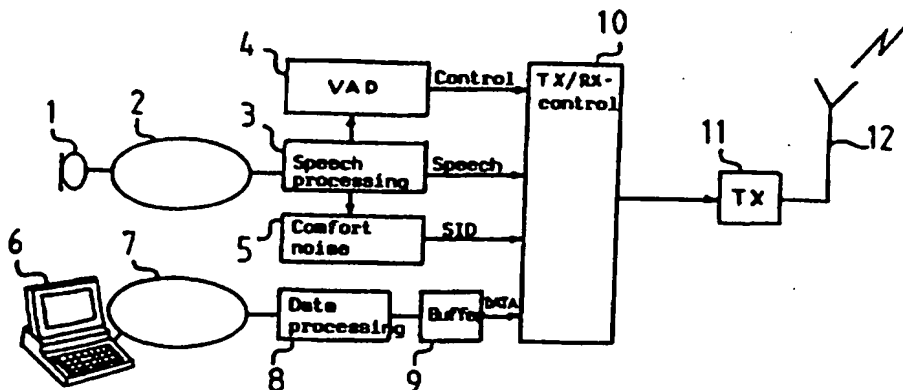 10
4
VAD
Control
TX/RX-
control
1
2
3
11
12
Speech
processing
Speech
TX
Comfort
noise
SID
5
6
7
Data
processing
Buffer
DATA
8
9